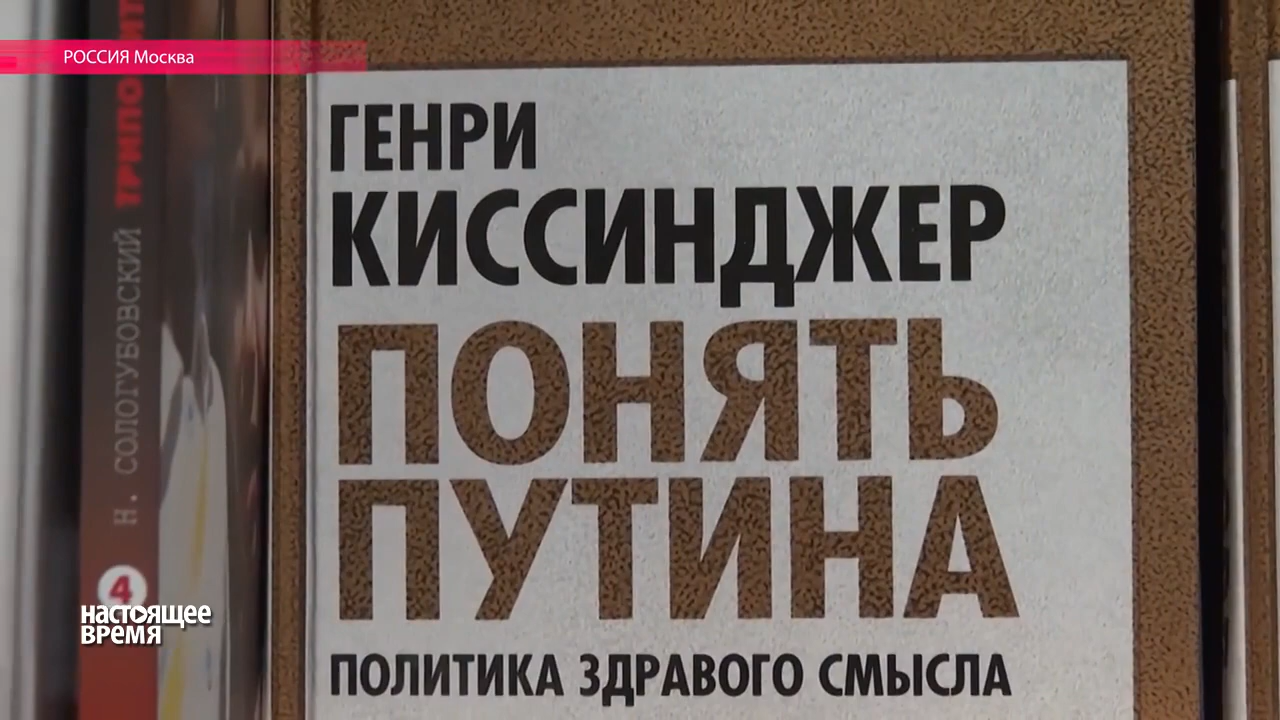 РОССИЯ Москва
ГЕНРИ
КИССИНДЖЕР
ПОНЯТЬ
ПУТИНА
ПОЛИТИКА ЗДРАВОГО СМЫСЛА
Н. СОЛОГУБОВСКИЙ
4
НАСТОЯЩЕЕ
ВРЕМЯ